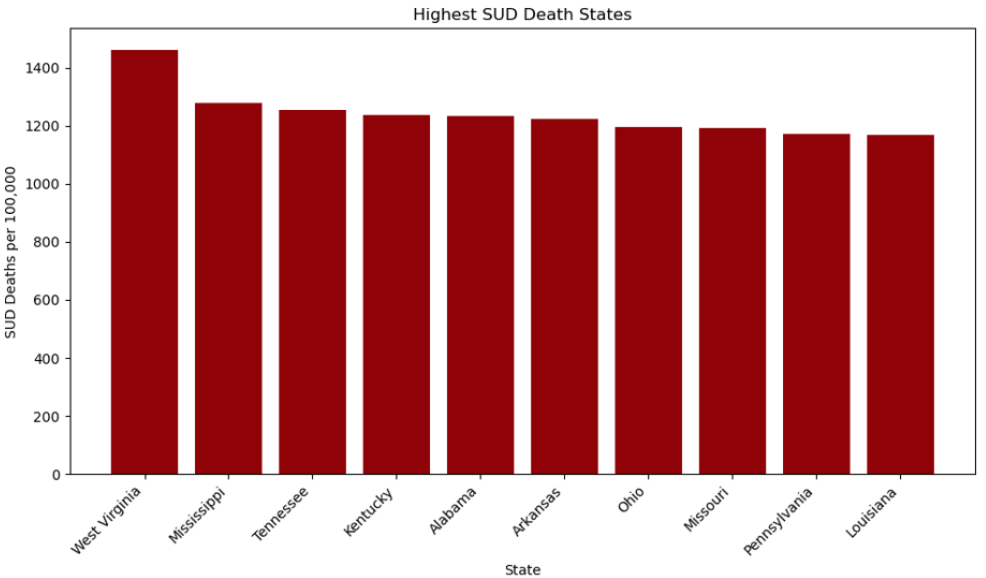 Highest SUD Death States
SUD Deaths per 100,000
1400
1200
1000
800
600
400
200
0
West Virginia
Mississippi
Tennessee
Kentucky
Alabama
Arkansas
Ohio
Missouri
Pennsylvania
Louisiana
State